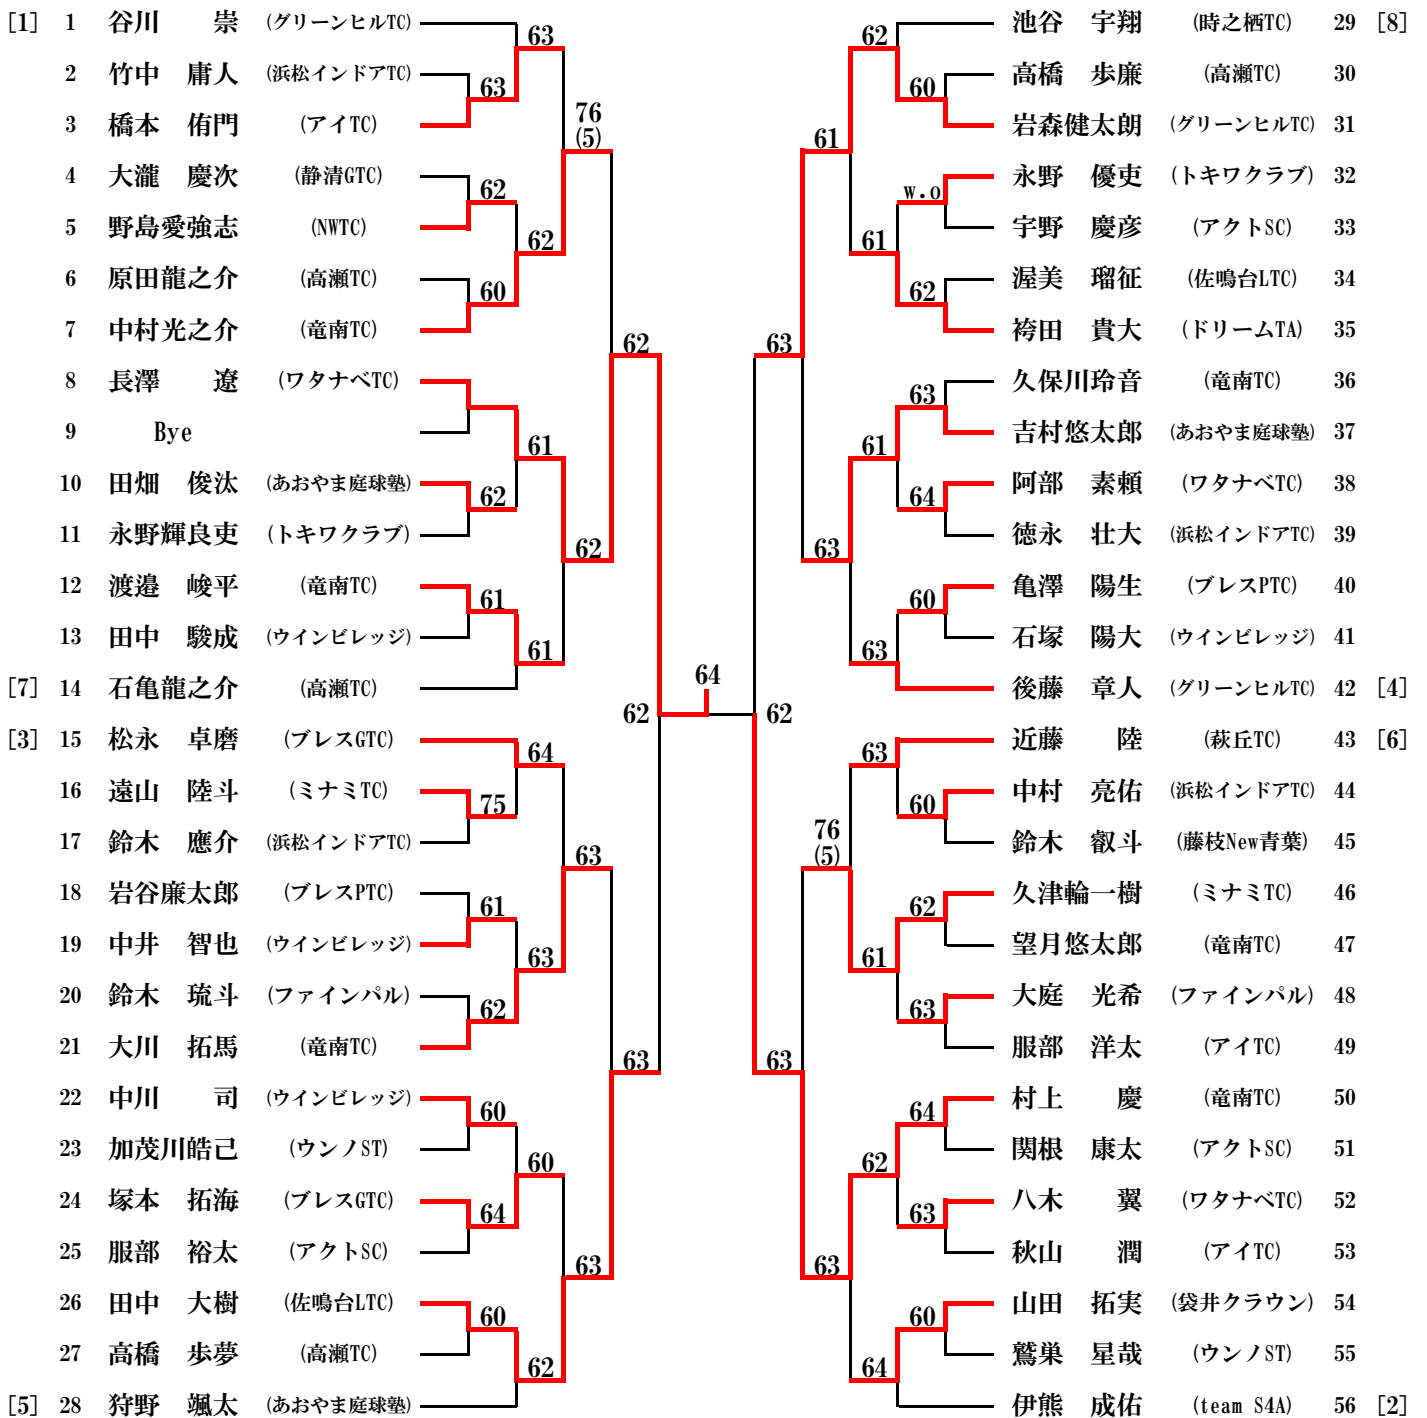 [1] 1 谷川 崇 (グリーンヒルTC)
2 竹中 庸人 (浜松インドアTC)
3 橋本 侑門 (アイTC)
4 大瀧 慶次 (静清GTC)
5 野島愛強志 (NWTC)
6 原田龍之介 (高瀬TC)
7 中村光之介 (竜南TC)
8 長澤 遼 (ワタナベTC)
9 Bye
10 田畑 俊汰 (あおやま庭球塾)
11 永野輝良吏 (トキワクラブ)
12 渡邉 峻平 (竜南TC)
13 田中 駿成 (ウインビレッジ)
[7] 14 石亀龍之介 (高瀬TC)
[3] 15 松永 卓磨 (ブレスGTC)
16 遠山 陸斗 (ミナミTC)
17 鈴木 應介 (浜松インドアTC)
18 岩谷廉太郎 (ブレスPTC)
19 中井 智也 (ウインビレッジ)
20 鈴木 琉斗 (ファインパル)
21 大川 拓馬 (竜南TC)
22 中川 司 (ウインビレッジ)
23 加茂川皓己 (ウンノST)
24 塚本 拓海 (ブレスGTC)
25 服部 裕太 (アクトSC)
26 田中 大樹 (佐鳴台LTC)
27 高橋 歩夢 (高瀬TC)
[5] 28 狩野 颯太 (あおやま庭球塾)
63
62
60
62
61
75
61
62
60
64
60
63
62
61
61
64
63
60
62
76
(5)
62
63
63
62
63
62
64
62
63
63
61
63
76
(5)
63
62
61
61
63
63
61
62
64
60
w.o
62
63
64
60
60
62
63
64
63
60
池谷 宇翔 (時之栖TC) 29 [8]
高橋 歩廉 (高瀬TC) 30
岩森健太朗 (グリーンヒルTC) 31
永野 優吏 (トキワクラブ) 32
宇野 慶彦 (アクトSC) 33
渥美 瑠征 (佐鳴台LTC) 34
袴田 貴大 (ドリームTA) 35
久保川玲音 (竜南TC) 36
吉村悠太郎 (あおやま庭球塾) 37
阿部 素頼 (ワタナベTC) 38
徳永 壮大 (浜松インドアTC) 39
亀澤 陽生 (ブレスPTC) 40
石塚 陽大 (ウインビレッジ) 41
後藤 章人 (グリーンヒルTC) 42 [4]
近藤 陸 (萩丘TC) 43 [6]
中村 亮佑 (浜松インドアTC) 44
鈴木 叡斗 (藤枝New青葉) 45
久津輪一樹 (ミナミTC) 46
望月悠太郎 (竜南TC) 47
大庭 光希 (ファインパル) 48
服部 洋太 (アイTC) 49
村上 慶 (竜南TC) 50
関根 康太 (アクトSC) 51
八木 翼 (ワタナベTC) 52
秋山 潤 (アイTC) 53
山田 拓実 (袋井クラウン) 54
鷲巣 星哉 (ウンノST) 55
伊熊 成佑 (team S4A) 56 [2]